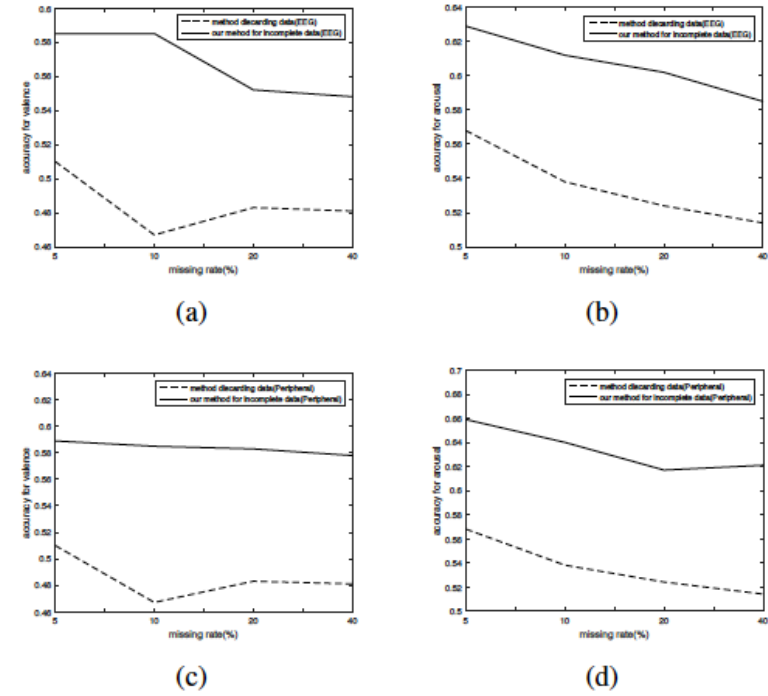 0.6
0.58
0.56
0.54
0.52
0.5
0.48
0.46
accuracy for valence
method discarding data(EEG)
our mehod for incomplete data(EEG)
5
10
20
40
missing rate(%)
(a)
0.64
0.62
0.6
0.58
0.56
0.54
0.52
0.5
accuracy for arousal
method discarding data(EEG)
our mehod for incomplete data(EEG)
5
10
20
40
missing rate(%)
(b)
0.64
0.62
0.6
0.58
0.56
0.54
0.52
0.5
0.48
0.46
accuracy for valence
method discarding data(Peripheral)
our method for incomplete data(Peripheral)
5
10
20
40
missing rate(%)
(c)
0.7
0.68
0.66
0.64
0.62
0.6
0.58
0.56
0.54
0.52
0.5
accuracy for arousal
method discarding data(Peripheral)
our method for incomplete data(Peripheral)
5
10
20
40
missing rate(%)
(d)